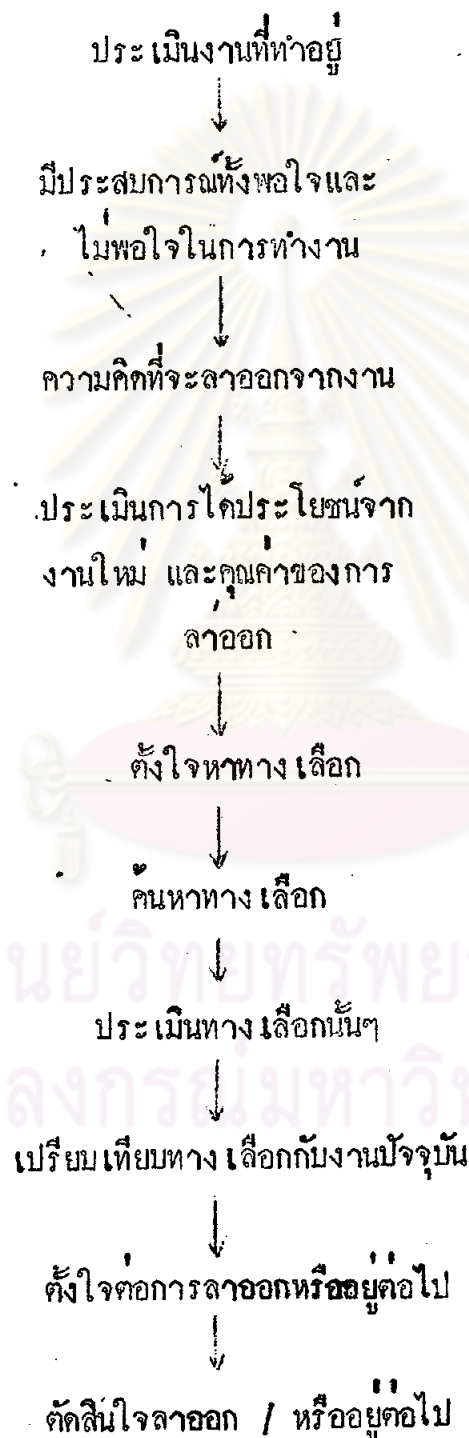 ประเมินงานที่ทำอยู่
มีประสบการณ์ทั้งพอใจและ
ไม่พอใจในการทำงาน
ความคิดที่จะลาออกจากงาน
ประเมินการได้ประโยชน์จาก
งานใหม่ และคุณค่าของการ
ลาออก
ตั้งใจหาทางเลือก
ค้นหาทางเลือก
ประเมินทางเลือกนั้นๆ
เปรียบเทียบทางเลือกกับงานปัจจุบัน
ตั้งใจต่อการลาออกหรืออยู่ต่อไป
ตัดสินใจลาออก / หรืออยู่ต่อไป